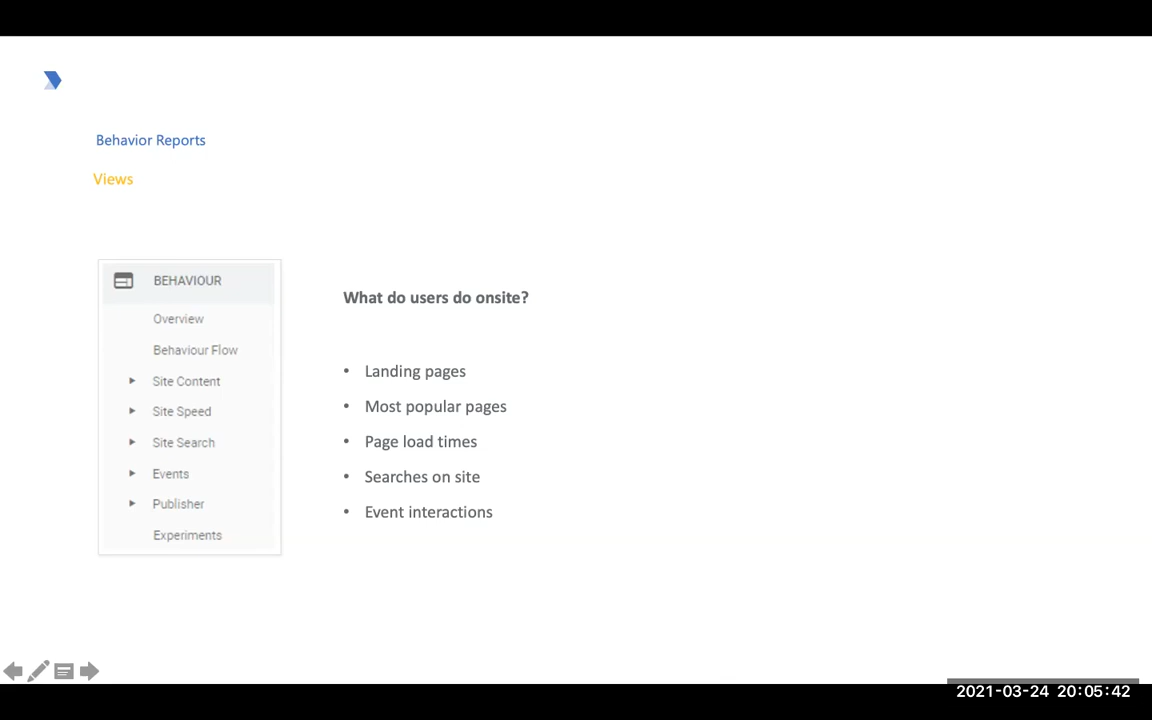 Behavior Reports
Views
BEHAVIOUR
Overview
Behaviour Flow
Site Content
Site Speed
Site Search
Events
Publisher
Experiments
What do users do onsite?
• Landing pages
• Most popular pages
• Page load times
• Searches on site
• Event interactions
2021-03-24 20:05:42